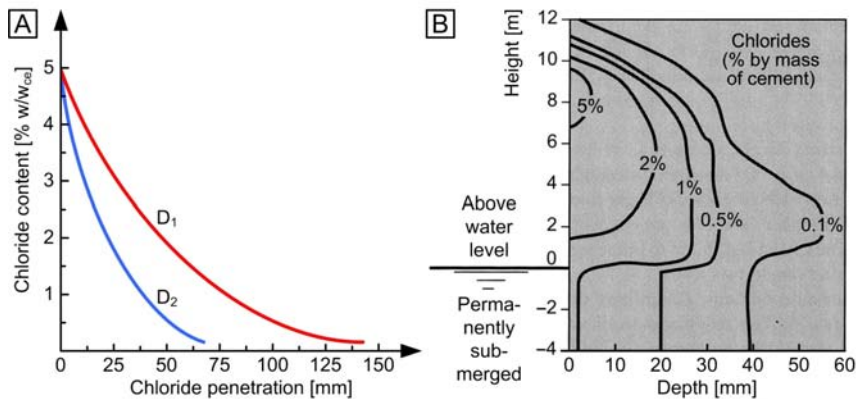 A
Chloride content [% w/w_ce]
5
4
3
2
1
0
25
50
75
100
125
150
D₁
D₂
Chloride penetration [mm]
B
Height [m]
12
10
8
6
4
2
0
-2
-4
Chlorides
(% by mass
of cement)
5%
2%
1%
0.5%
0.1%
Above
water
level
Perma-
nently
sub-
merged
0
10
20
30
40
50
60
Depth [mm]